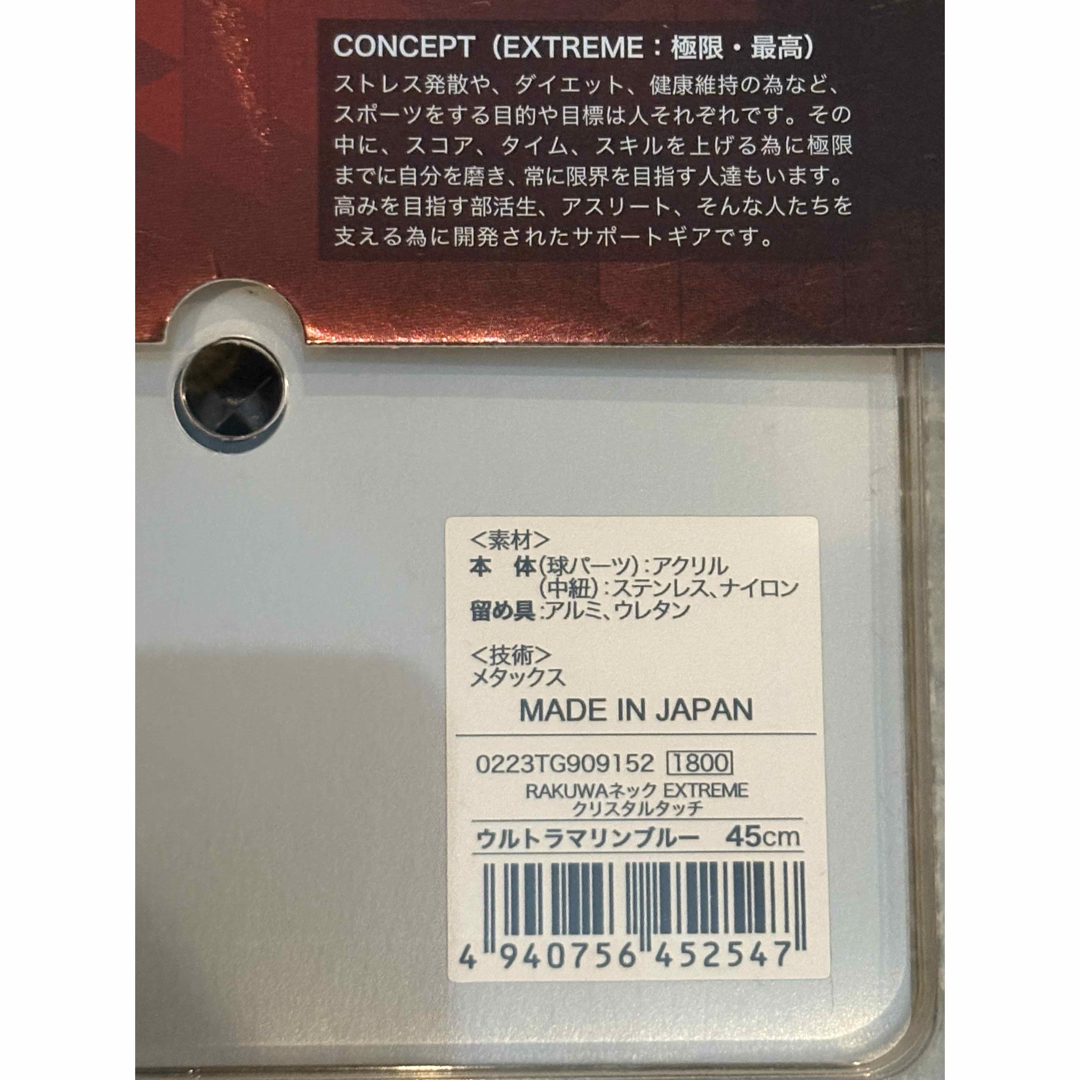 CONCEPT（EXTREME：極限・最高）
ストレス発散や、ダイエット、健康維持の為など、
スポーツをする目的や目標は人それぞれです。その
中に、スコア、タイム、スキルを上げる為に極限
までに自分を磨き、常に限界を目指す人達もいます。
高みを目指す部活生、アスリート、そんな人たちを
支える為に開発されたサポートギアです。
＜素材＞
本　体(球パーツ)：アクリル
(中紐)：ステンレス、ナイロン
留め具：アルミ、ウレタン
＜技術＞
メタックス
MADE IN JAPAN
0223TG909152 1800
RAKUWAネック EXTREME
クリスタルタッチ
ウルトラマリンブルー 45cm
4 940756 452547